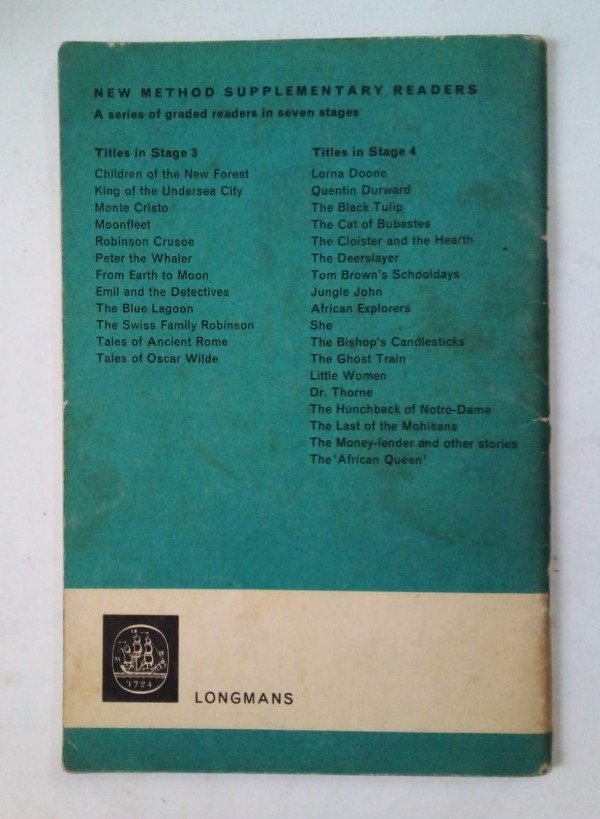 NEW METHOD SUPPLEMENTARY READERS
A series of graded readers in seven stages
Titles in Stage 3
Children of the New Forest
King of the Undersea City
Monte Cristo
Moonfleet
Robinson Crusoe
Peter the Whaler
From Earth to Moon
Emil and the Detectives
The Blue Lagoon
The Swiss Family Robinson
Tales of Ancient Rome
Tales of Oscar Wilde
Titles in Stage 4
Lorna Doone
Quentin Durward
The Black Tulip
The Cat of Bubastes
The Cloister and the Hearth
The Deerslayer
Tom Brown's Schooldays
Jungle John
African Explorers
She
The Bishop's Candlesticks
The Ghost Train
Little Women
Dr. Thorne
The Hunchback of Notre-Dame
The Last of the Mohicans
The Money-lender and other stories
The 'African Queen'
1724
LONGMANS